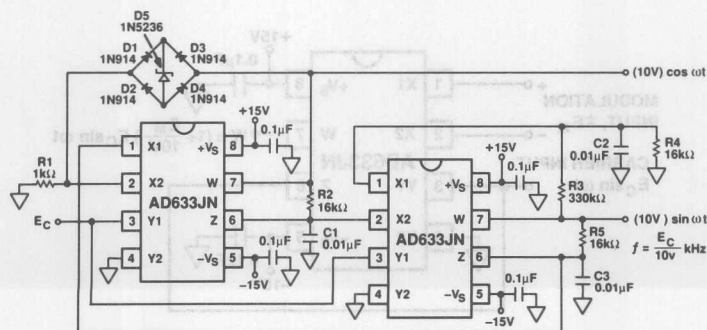 D5
1N5236
D1
1N914
D3
1N914
D2
1N914
D4
1N914
(10V) cos ωt
+15V
0.1µF
R1
1kΩ
1 X1 +VS 8
2 X2 W 7
3 Y1 Z 6
4 Y2 −VS 5
AD633JN
EC
R2
16kΩ
C1
0.01µF
0.1µF
−15V
+15V
0.1µF
1 X1 +VS 8
2 X2 W 7
3 Y1 Z 6
4 Y2 −VS 5
AD633JN
C2
0.01µF
R4
16kΩ
R3
330kΩ
(10V) sin ωt
R5
16kΩ
f = EC/10v kHz
C3
0.01µF
0.1µF
−15V